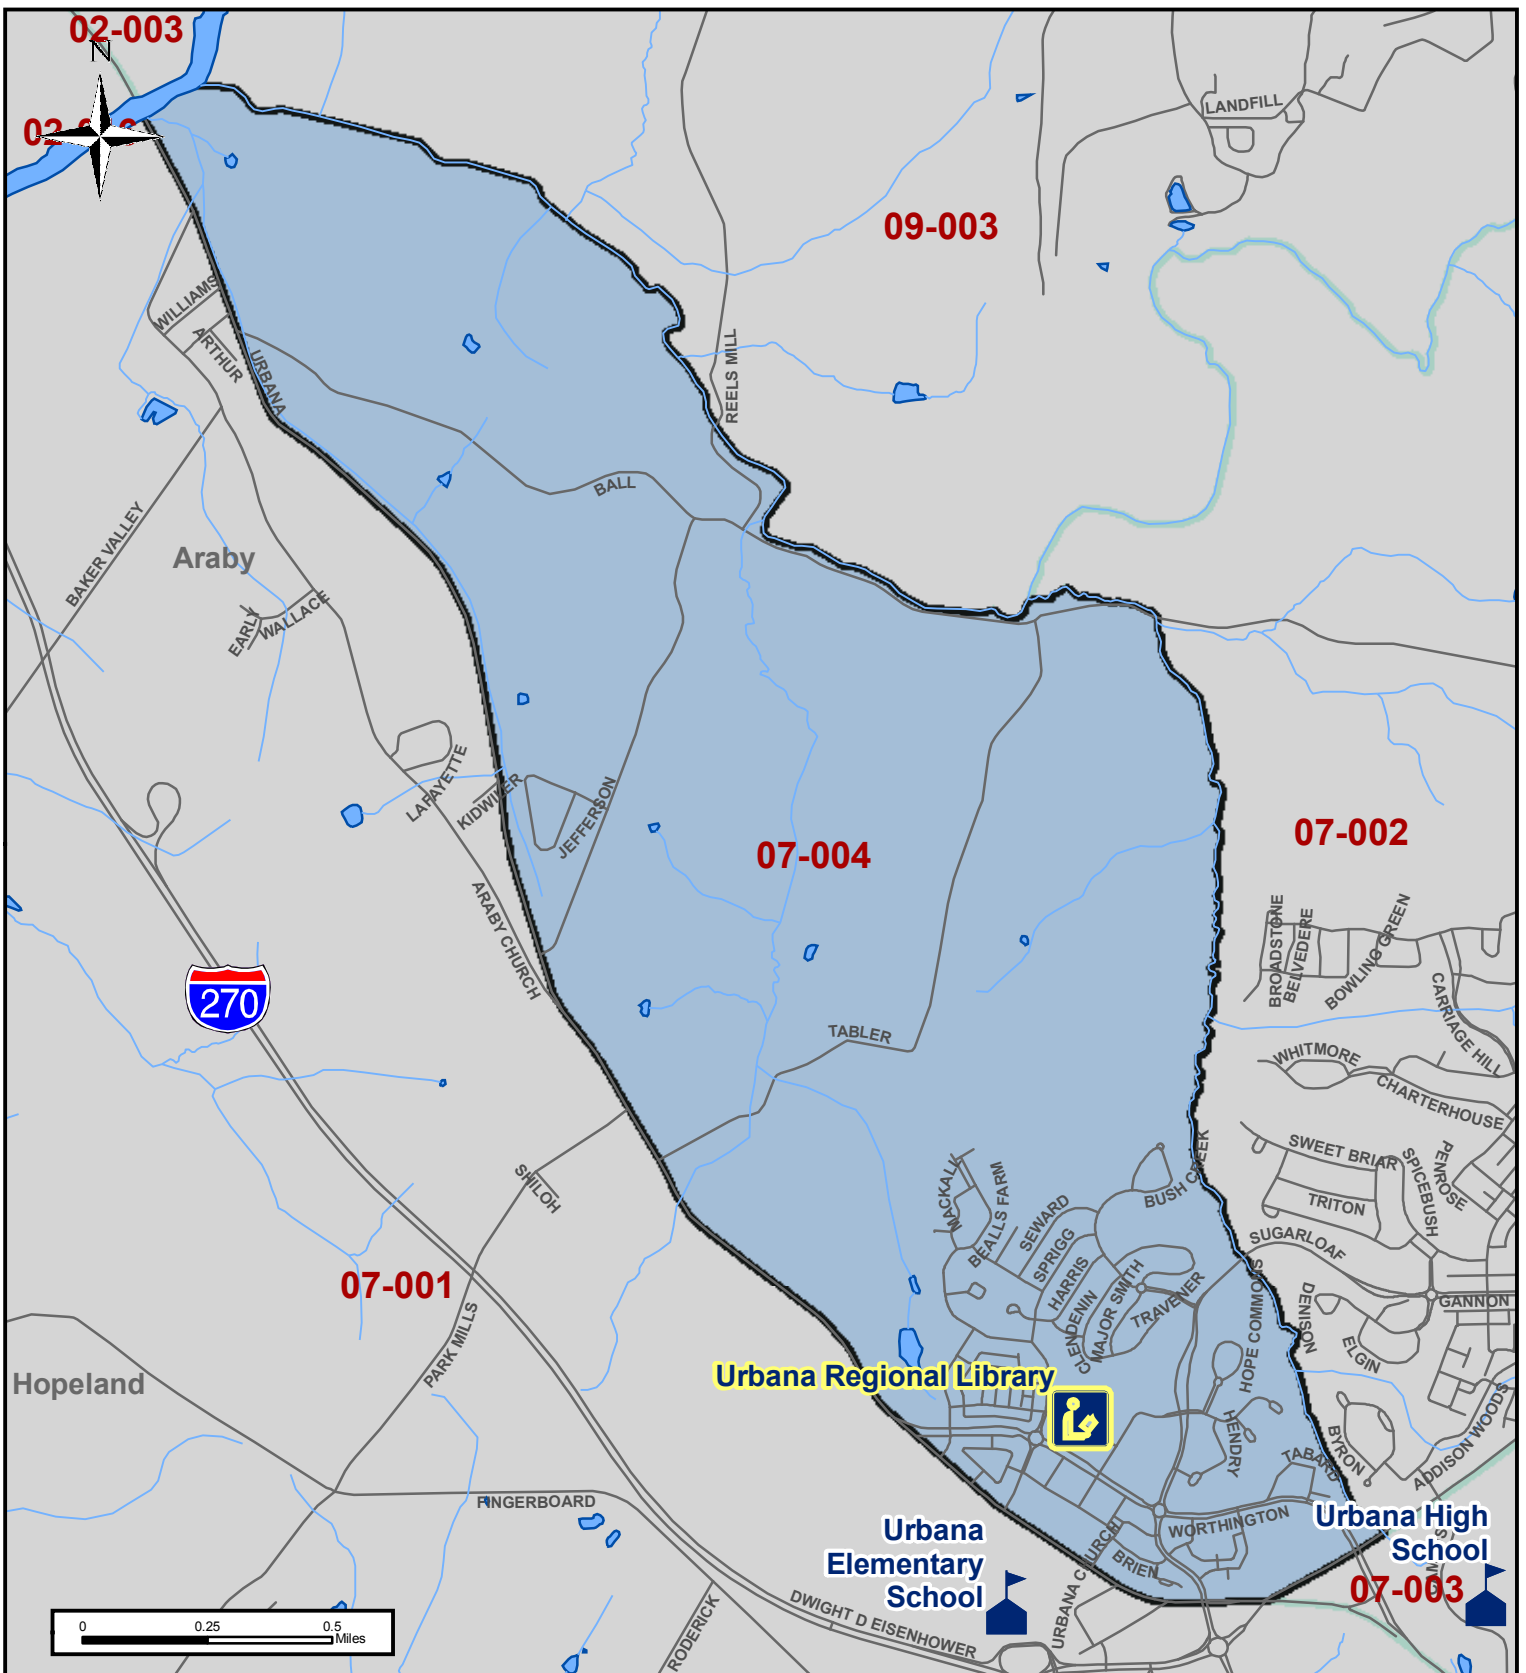 02-003
N
LANDFILL
09-003
WILLIAMS
ARTHUR
URBANA
REELS MILL
BALL
BAKER VALLEY
Araby
EARL
WALLACE
LAFAYETTE
KIDWILER
JEFFERSON
07-004
07-002
ARABY CHURCH
BROADSTONE
BELVEDERE
BOWLING GREEN
CARRIAGE HILL
270
TABLER
WHITMORE
CHARTERHOUSE
SWEET BRIAR
PENROSE
SPICEBUSH
TRITON
SHILOH
MACKALL
BEALLS FARM
SEWARD
BUSH CREEK
SPRIGG
HARRIS
SUGARLOAF
CLENDENIN
MAJOR SMITH
TRAVENER
HOPE COMMONS
DENISON
GANNON
ELGIN
07-001
PARK MILLS
Hopeland
Urbana Regional Library
HENDRY
TABARD
BYRON
ADDISON WOODS
FINGERBOARD
WORTHINGTON
BRIEN
URBANA CHURCH
Urbana High
School
07-003
Urbana
Elementary
School
DWIGHT D EISENHOWER
RODERICK
0 0.25 0.5
Miles